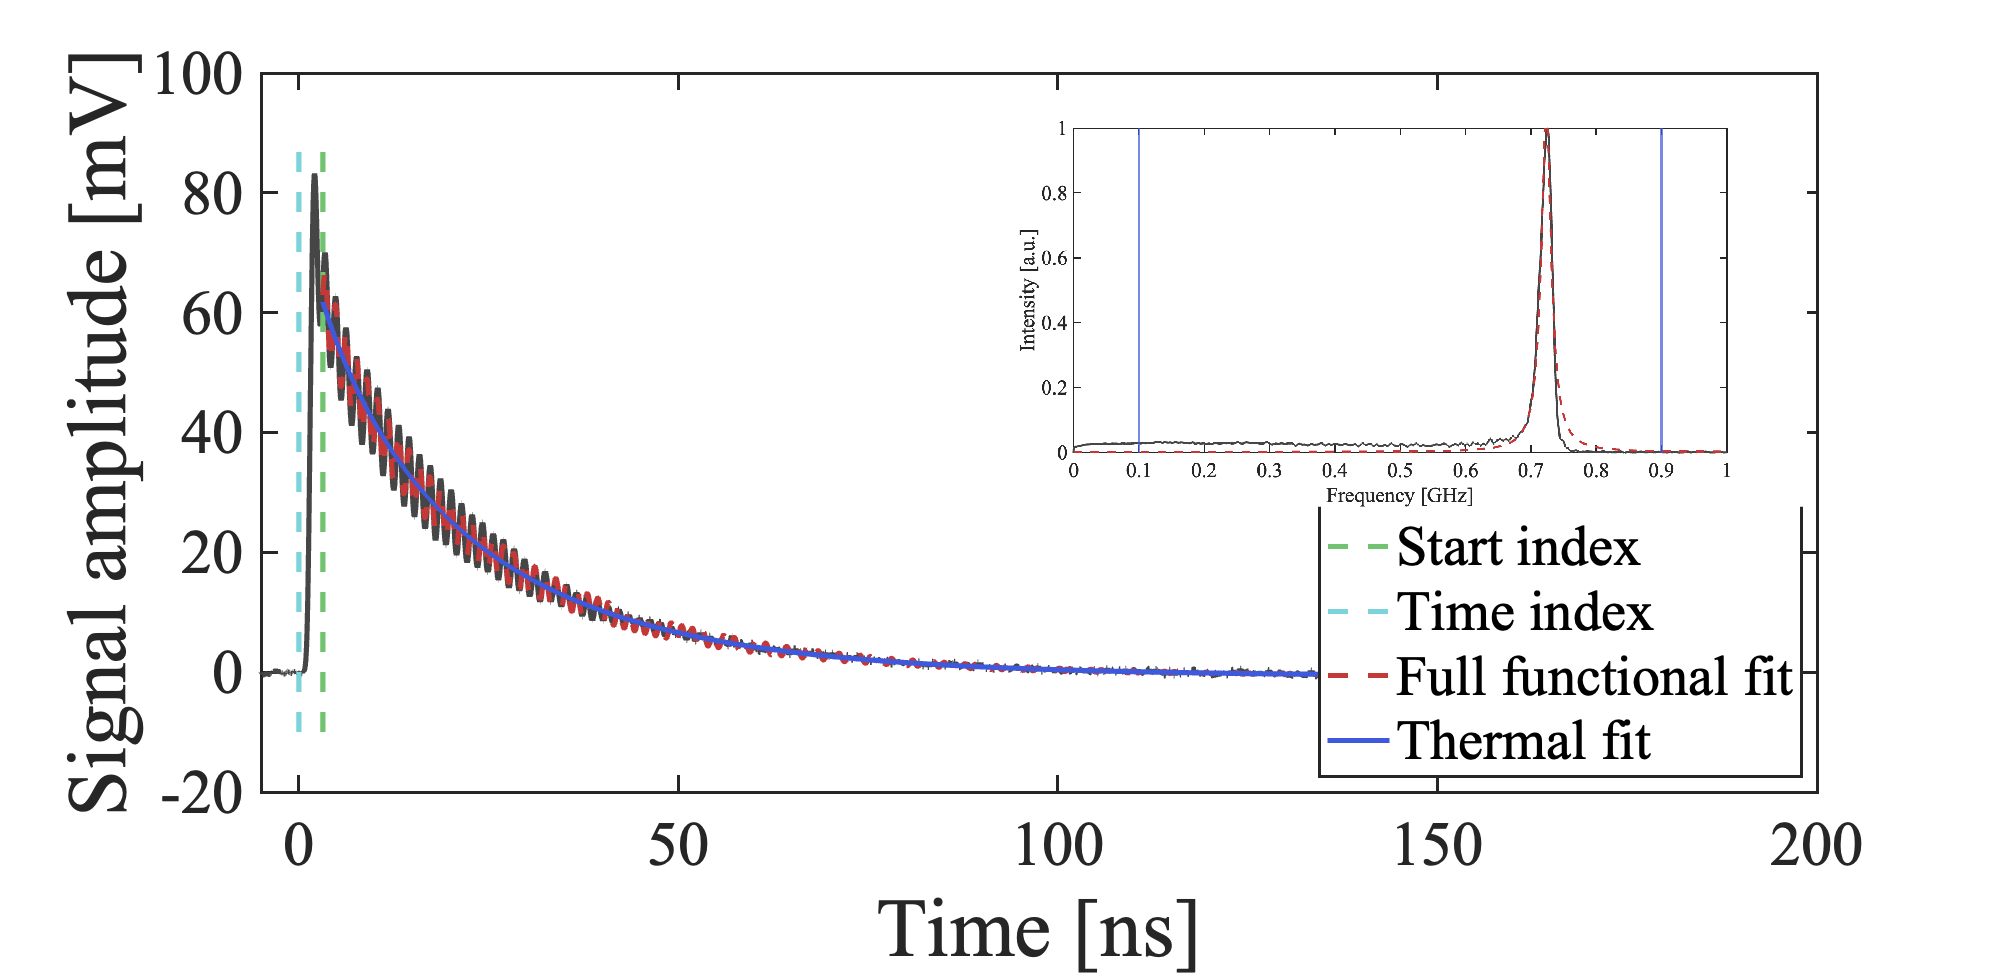 Signal amplitude [mV]
100
80
60
40
20
0
-20
0 50 100 150 200
Time [ns]
Intensity [a.u.]
1
0.8
0.6
0.4
0.2
0
0 0.1 0.2 0.3 0.4 0.5 0.6 0.7 0.8 0.9 1
Frequency [GHz]
Start index
Time index
Full functional fit
Thermal fit